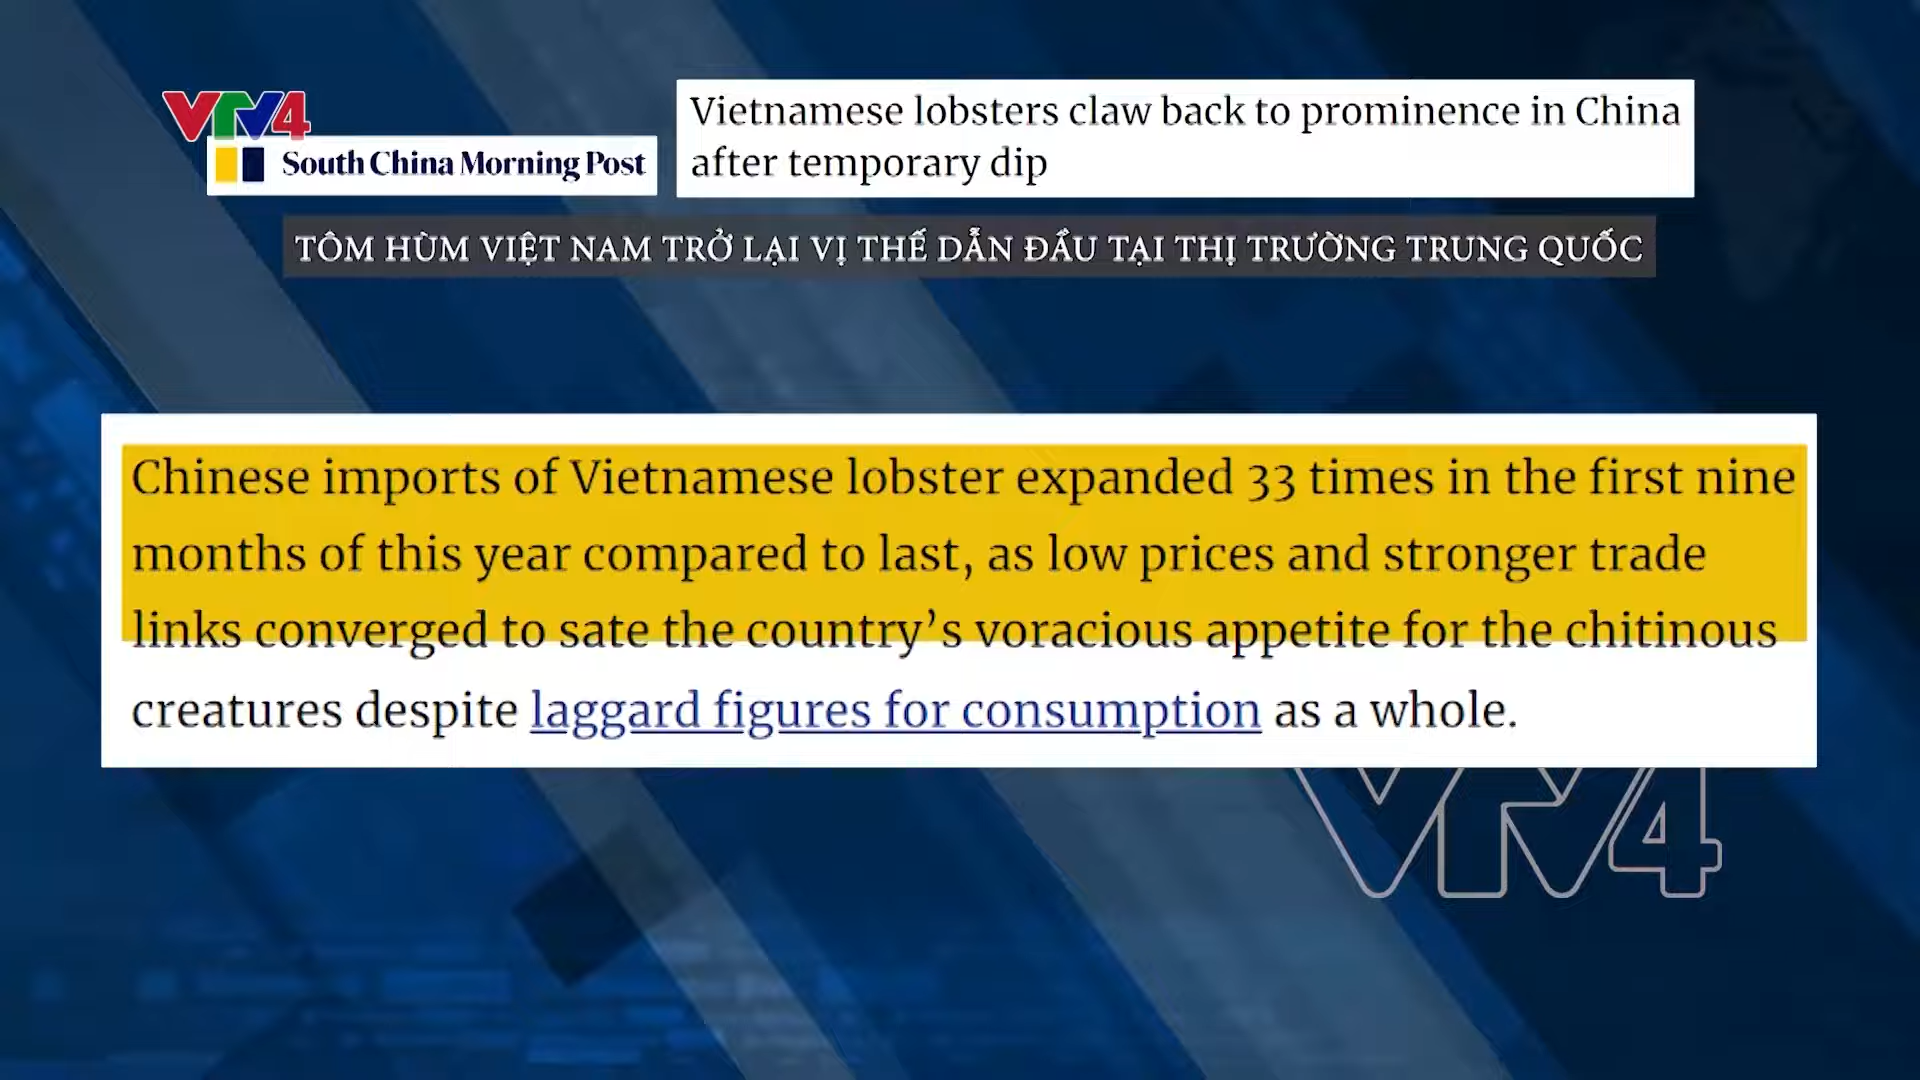 VTV4
South China Morning Post
Vietnamese lobsters claw back to prominence in China
after temporary dip
TÔM HÙM VIỆT NAM TRỞ LẠI VỊ THẾ DẪN ĐẦU TẠI THỊ TRƯỜNG TRUNG QUỐC
Chinese imports of Vietnamese lobster expanded 33 times in the first nine
months of this year compared to last, as low prices and stronger trade
links converged to sate the country’s voracious appetite for the chitinous
creatures despite laggard figures for consumption as a whole.
VTV4